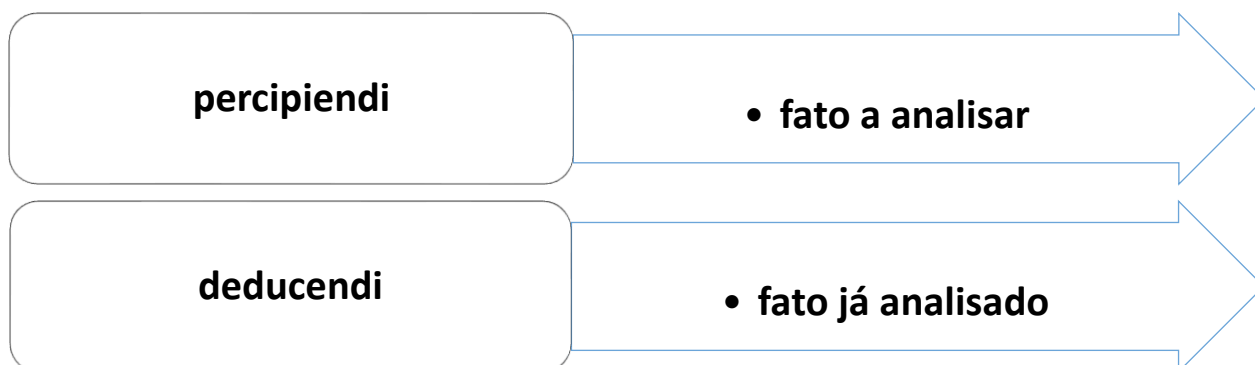 percipiendi
• fato a analisar
deducendi
• fato já analisado